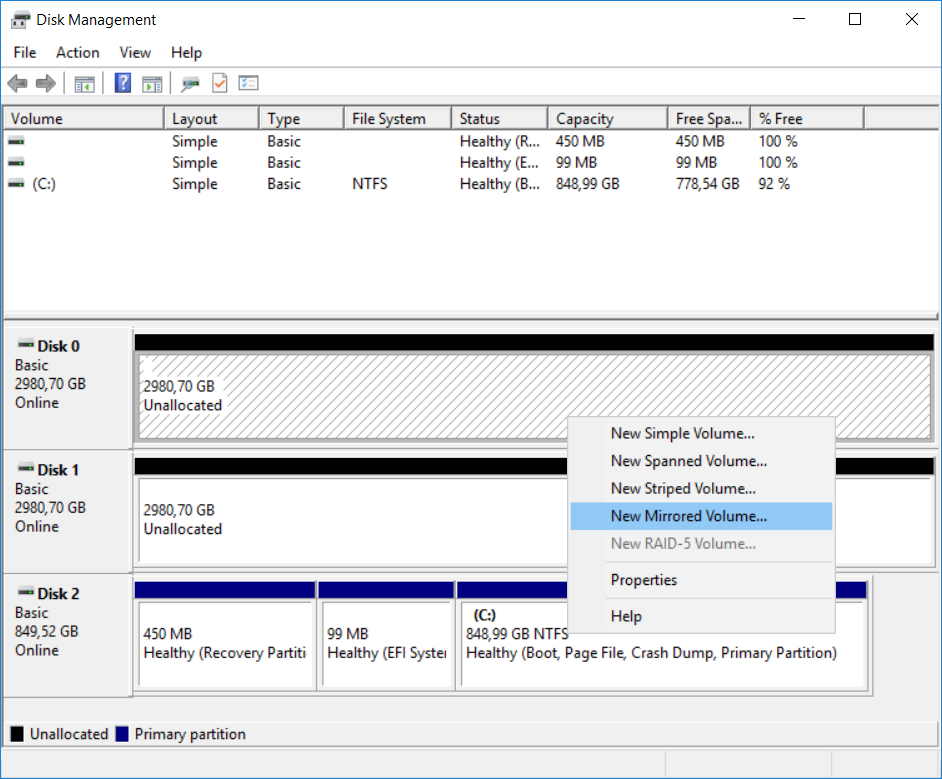 Disk Management
File Action View Help
Volume Layout Type File System Status Capacity Free Spa... % Free
Simple Basic Healthy (R... 450 MB 450 MB 100 %
Simple Basic Healthy (E... 99 MB 99 MB 100 %
(C:) Simple Basic NTFS Healthy (B... 848,99 GB 778,54 GB 92 %
Disk 0
Basic
2980,70 GB
Online
2980,70 GB
Unallocated
Disk 1
Basic
2980,70 GB
Online
2980,70 GB
Unallocated
New Simple Volume...
New Spanned Volume...
New Striped Volume...
New Mirrored Volume...
New RAID-5 Volume...
Properties
Help
Disk 2
Basic
849,52 GB
Online
450 MB
Healthy (Recovery Partiti
99 MB
Healthy (EFI Syster
(C:)
848,99 GB NTFS
Healthy (Boot, Page File, Crash Dump, Primary Partition)
Unallocated Primary partition